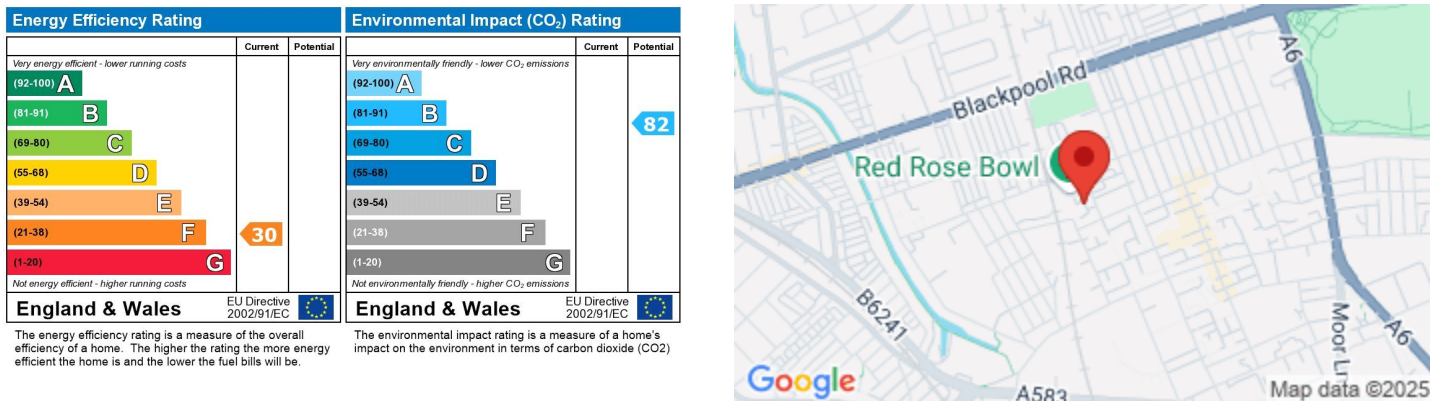 Energy Efficiency Rating
Current Potential
Very energy efficient - lower running costs
(92-100) A
(81-91) B
(69-80) C
(55-68) D
(39-54) E
(21-38) F
30
(1-20) G
Not energy efficient - higher running costs
England & Wales
EU Directive
2002/91/EC
The energy efficiency rating is a measure of the overall
efficiency of a home. The higher the rating the more energy
efficient the home is and the lower the fuel bills will be.
Environmental Impact (CO₂) Rating
Current Potential
Very environmentally friendly - lower CO₂ emissions
(92-100) A
(81-91) B
82
(69-80) C
(55-68) D
(39-54) E
(21-38) F
(1-20) G
Not environmentally friendly - higher CO₂ emissions
England & Wales
EU Directive
2002/91/EC
The environmental impact rating is a measure of a home's
impact on the environment in terms of carbon dioxide (CO2)
A6
Blackpool Rd
Red Rose Bowl
B6241
Moor Ln
A6
A583
Google
Map data ©2025